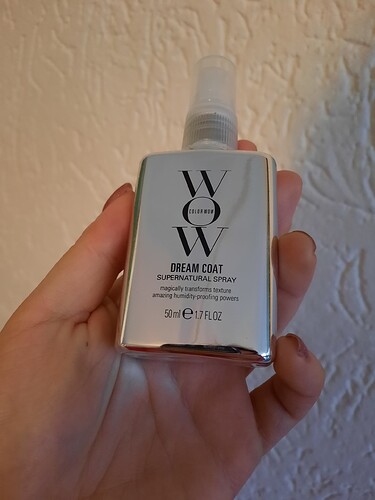 WOW
COLOR WOW
DREAM COAT
SUPERNATURAL SPRAY
magically transforms texture
amazing humidity-proofing powers
50 ml ℮ 1.7 FL OZ